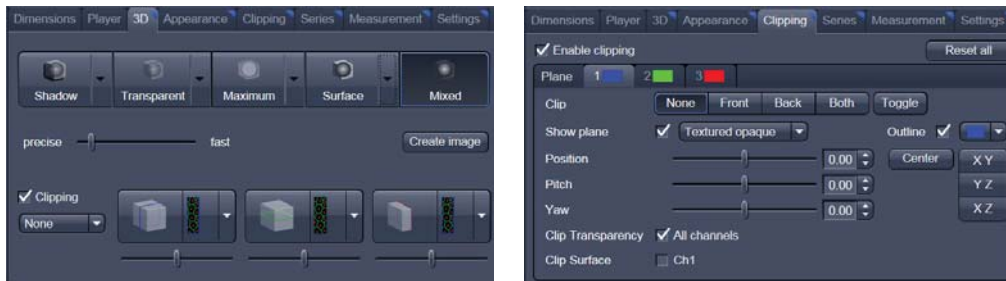 Dimensions Player 3D Appearance Clipping Series Measurement Settings
Shadow Transparent Maximum Surface Mixed
precise fast Create image
Clipping
None
Dimensions Player 3D Appearance Clipping Series Measurement Settings
Enable clipping Reset all
Plane 1 2 3
Clip None Front Back Both Toggle
Show plane Textured opaque Outline
Position 0.00 Center X Y
Pitch 0.00 Y Z
Yaw 0.00 X Z
Clip Transparency All channels
Clip Surface Ch1